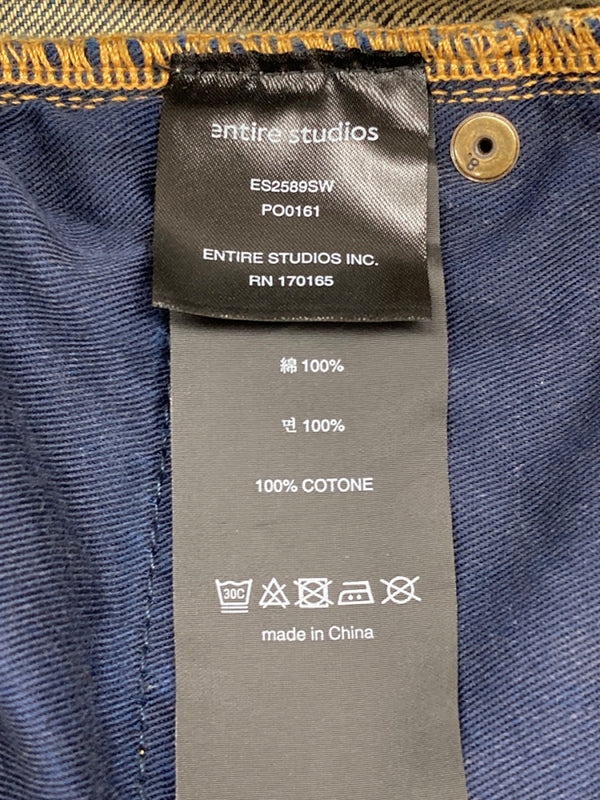 entire studios
ES2589SW
PO0161
ENTIRE STUDIOS INC.
RN 170165
綿 100%
면 100%
100% COTONE
30C
made in China